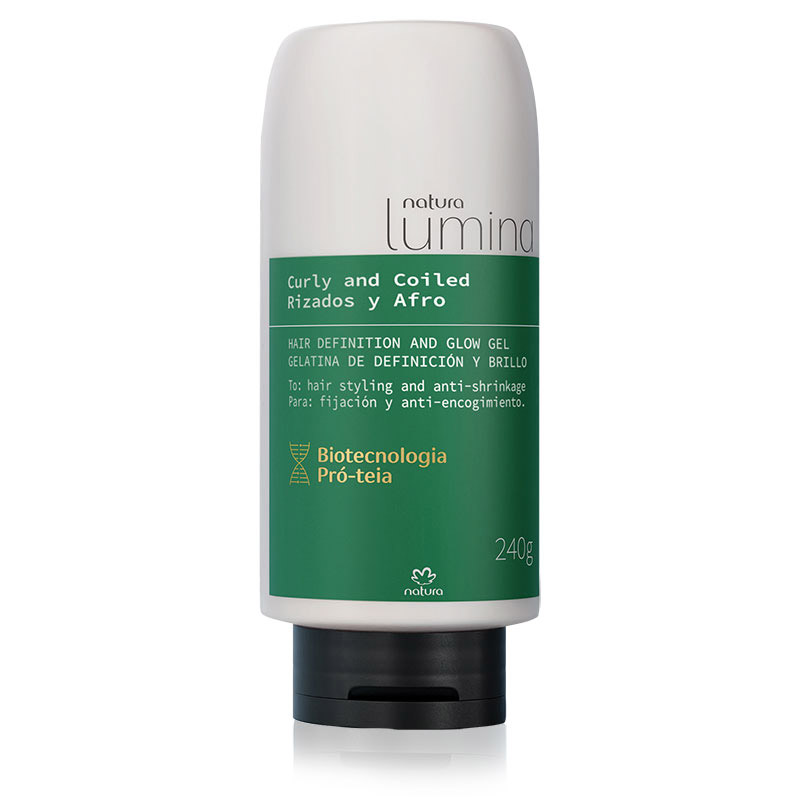 natura
lumina
Curly and Coiled
Rizados y Afro
HAIR DEFINITION AND GLOW GEL
GELATINA DE DEFINICIÓN Y BRILLO
To: hair styling and anti-shrinkage
Para: fijación y anti-encogimiento.
Biotecnologia
Pró-teia
240g
natura